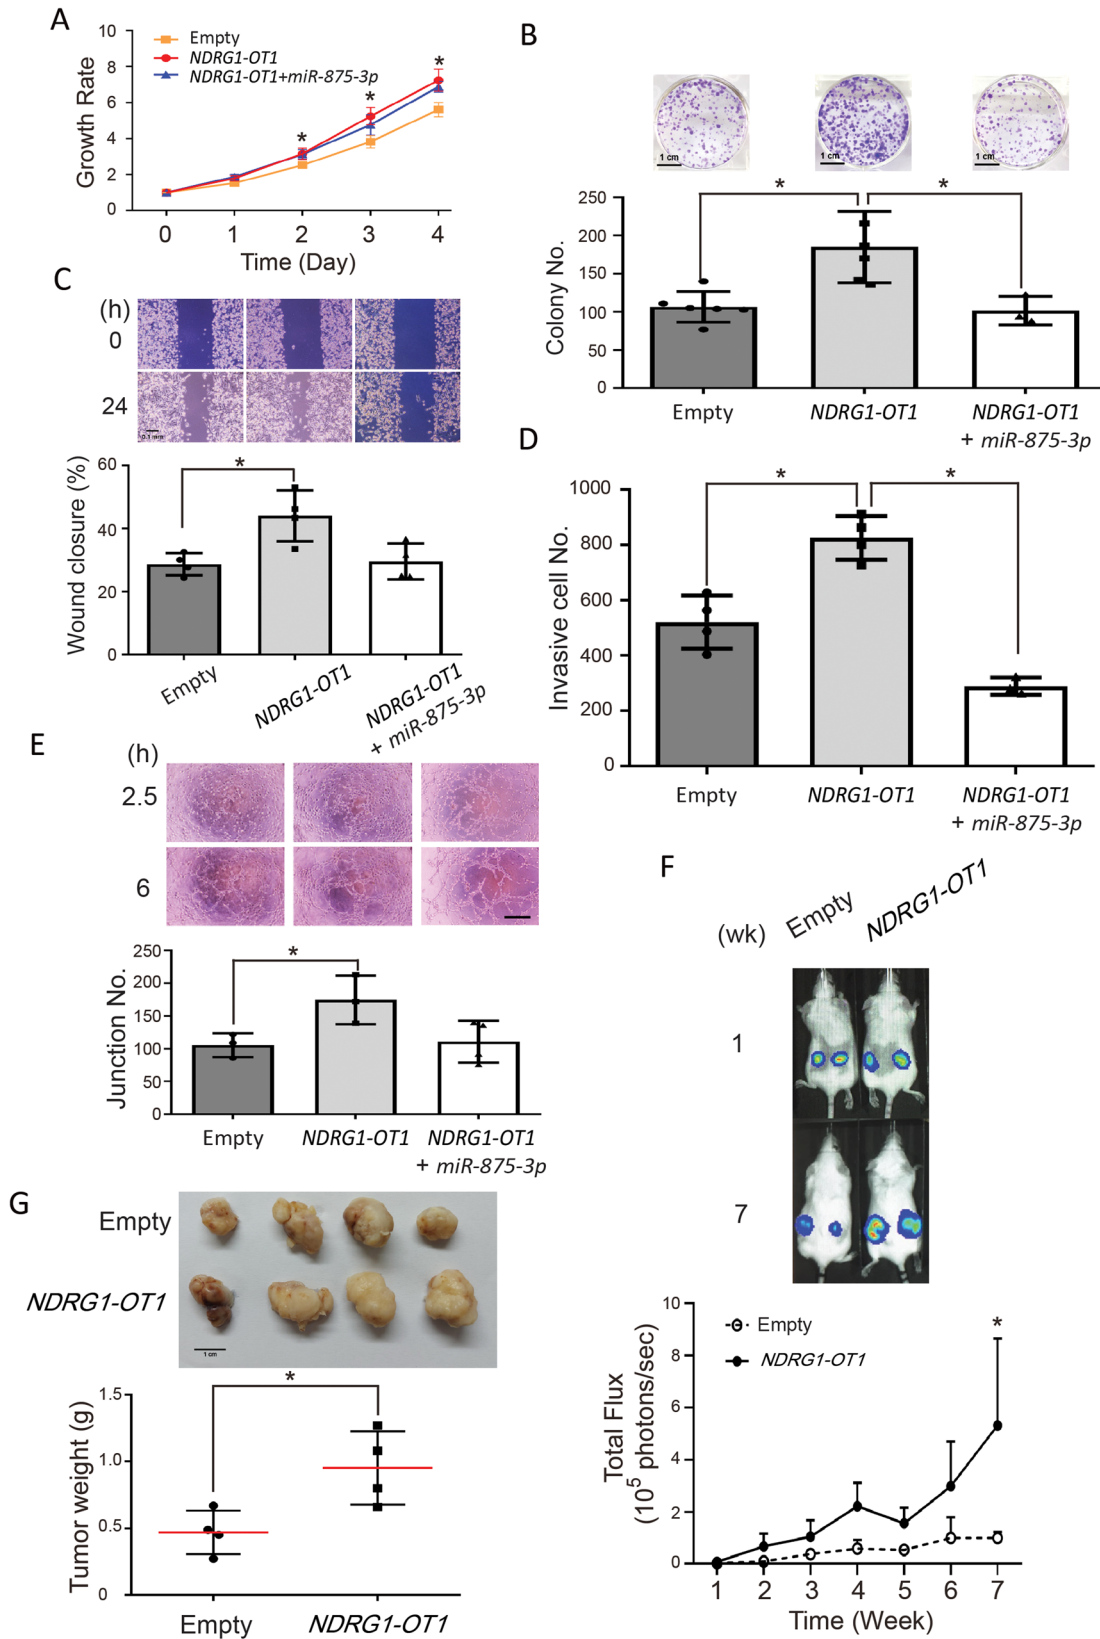 A
Growth Rate
10
8
6
4
2
0
Empty
NDRG1-OT1
NDRG1-OT1+miR-875-3p
*
*
*
0 1 2 3 4
Time (Day)
B
1 cm
1 cm
1 cm
Colony No.
250
200
150
100
50
0
*
*
Empty
NDRG1-OT1
NDRG1-OT1
+ miR-875-3p
C
(h)
0
24
0.1 mm
Wound closure (%)
60
40
20
0
*
Empty
NDRG1-OT1
NDRG1-OT1
+ miR-875-3p
D
Invasive cell No.
1000
800
600
400
200
0
*
*
Empty
NDRG1-OT1
NDRG1-OT1
+ miR-875-3p
E
(h)
2.5
6
Junction No.
250
200
150
100
50
0
*
Empty
NDRG1-OT1
NDRG1-OT1
+ miR-875-3p
F
(wk)
Empty
NDRG1-OT1
1
7
Total Flux
(10⁵ photons/sec)
10
8
6
4
2
0
Empty
NDRG1-OT1
*
1 2 3 4 5 6 7
Time (Week)
G
Empty
NDRG1-OT1
1 cm
Tumor weight (g)
1.5
1.0
0.5
0
*
Empty
NDRG1-OT1